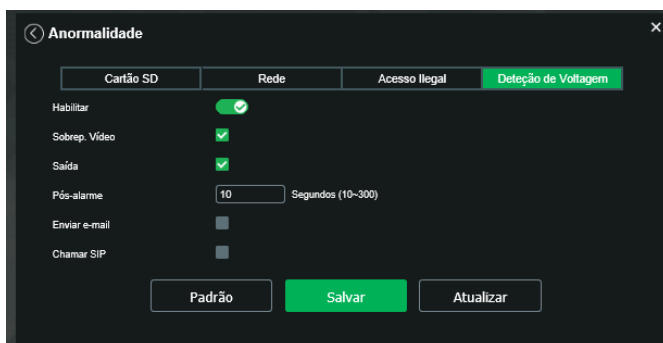 Anormalidade
Cartão SD Rede Acesso Ilegal Deteção de Voltagem
Habilitar
Sobrep. Vídeo
Saída
Pós-alarme 10 Segundos (10~300)
Enviar e-mail
Chamar SIP
Padrão Salvar Atualizar